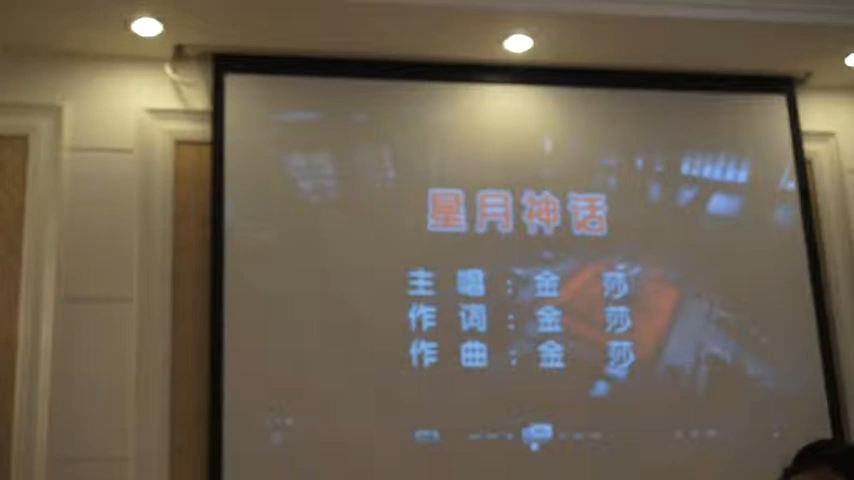 星月神话
主 唱：金 莎
作 词：金 莎
作 曲：金 莎